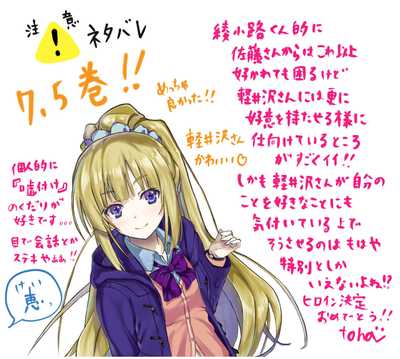 注意
!
ネタバレ
7.5巻!!
めっちゃ
良かった!!
軽井沢さん
かわいい♡
綾小路くん的に
佐藤さんからはこれ以上
好かれても困るけど
軽井沢さんには更に
好意を持たせる様に
仕向けているところ
がすごくイイ!!
しかも軽井沢さんが自分の
ことを好きなことにも
気付いている上で
そうさせるのはもはや
特別としか
いえないよね!?
ヒロイン決定
おめでとう!!
個人的に
『嘘付け』
のくだりが
好きです...
目で会話とか
ステキやんね!!
けい
恵、